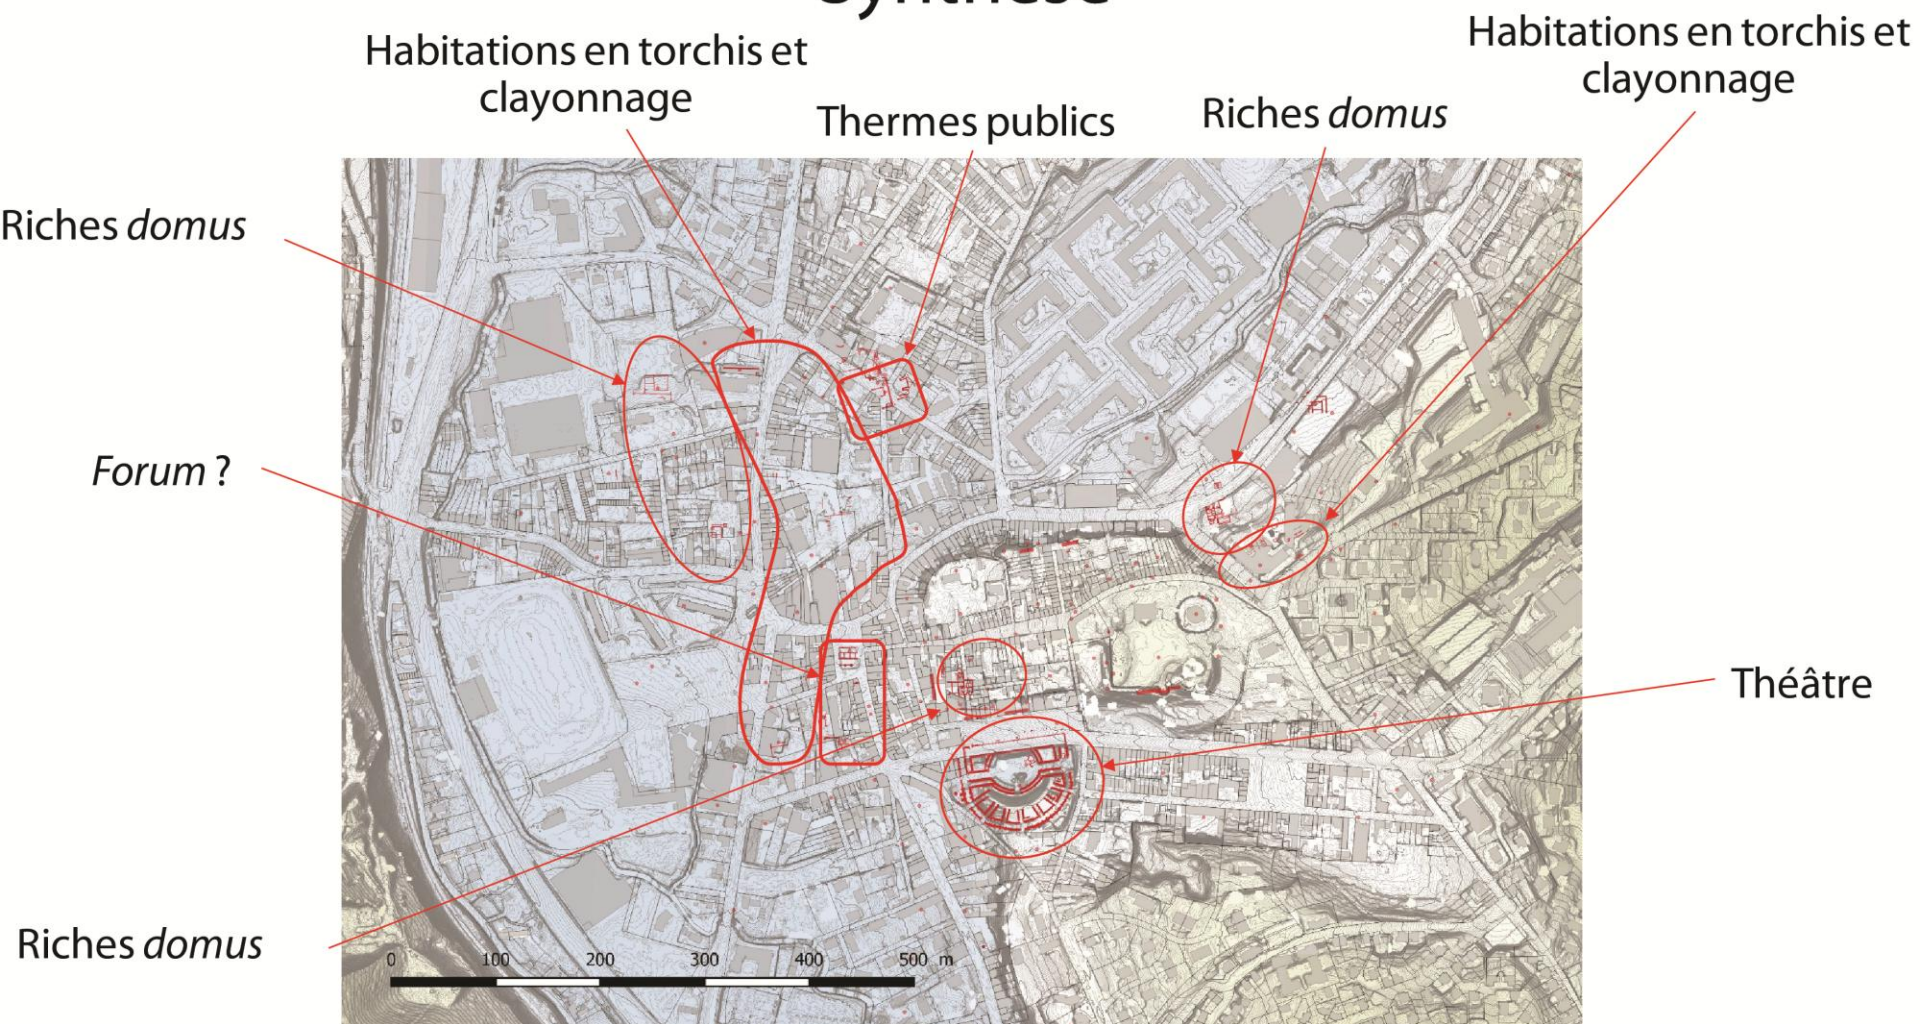 Synthèse
Habitations en torchis et
clayonnage
Habitations en torchis et
clayonnage
Thermes publics
Riches domus
Riches domus
Forum ?
Théâtre
Riches domus
0 100 200 300 400 500 m